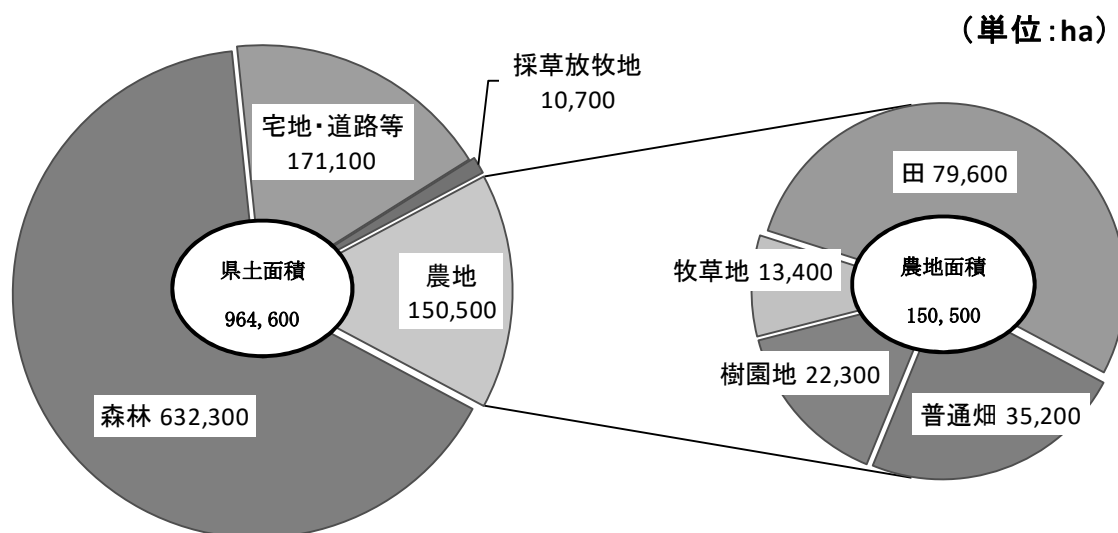 （単位：ha）
採草放牧地
10,700
宅地・道路等
171,100
田 79,600
県土面積
964,600
農地
150,500
牧草地 13,400
農地面積
150,500
樹園地 22,300
森林 632,300
普通畑 35,200